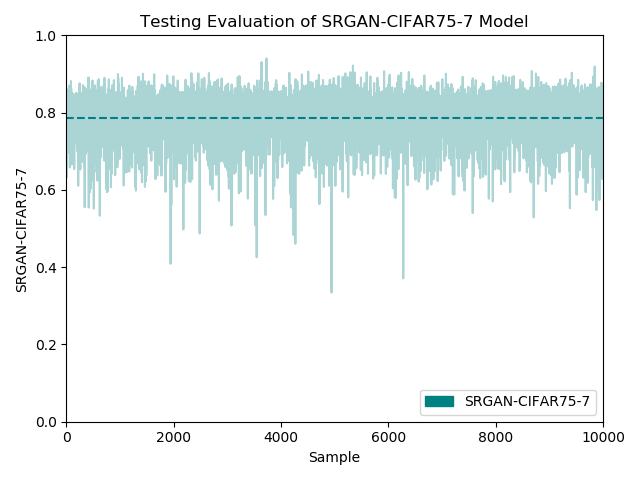 Testing Evaluation of SRGAN-CIFAR75-7 Model
1.0
0.8
0.6
0.4
0.2
0.0
SRGAN-CIFAR75-7
SRGAN-CIFAR75-7
0 2000 4000 6000 8000 10000
Sample